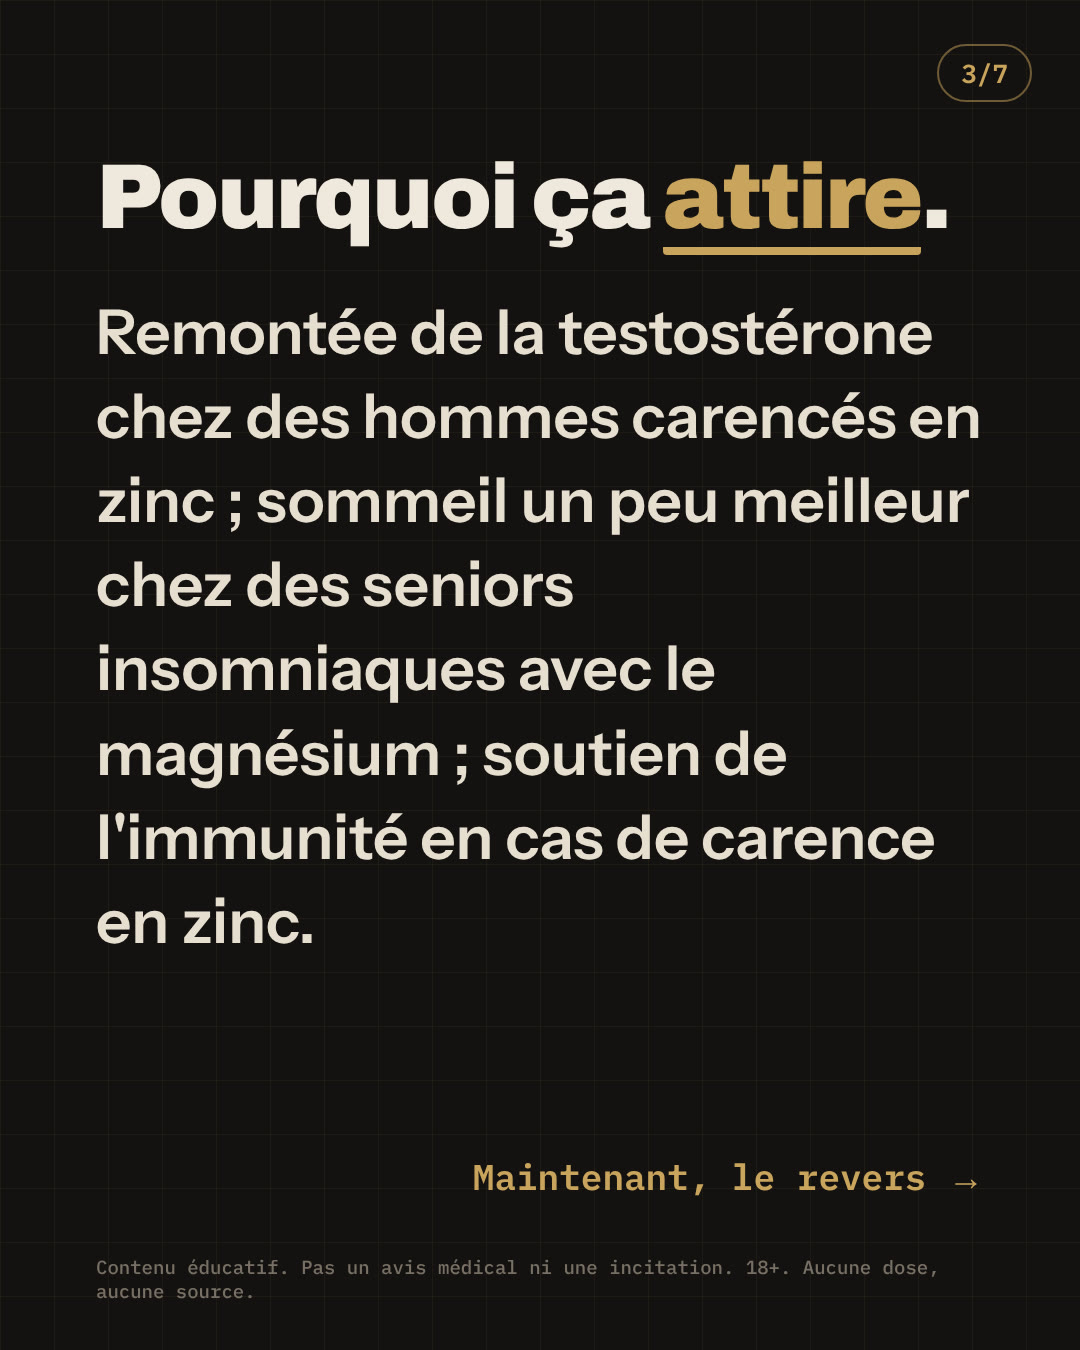 3/7
Pourquoi ça attire.
Remontée de la testostérone
chez des hommes carencés en
zinc ; sommeil un peu meilleur
chez des seniors
insomniaques avec le
magnésium ; soutien de
l'immunité en cas de carence
en zinc.
Maintenant, le revers →
Contenu éducatif. Pas un avis médical ni une incitation. 18+. Aucune dose,
aucune source.